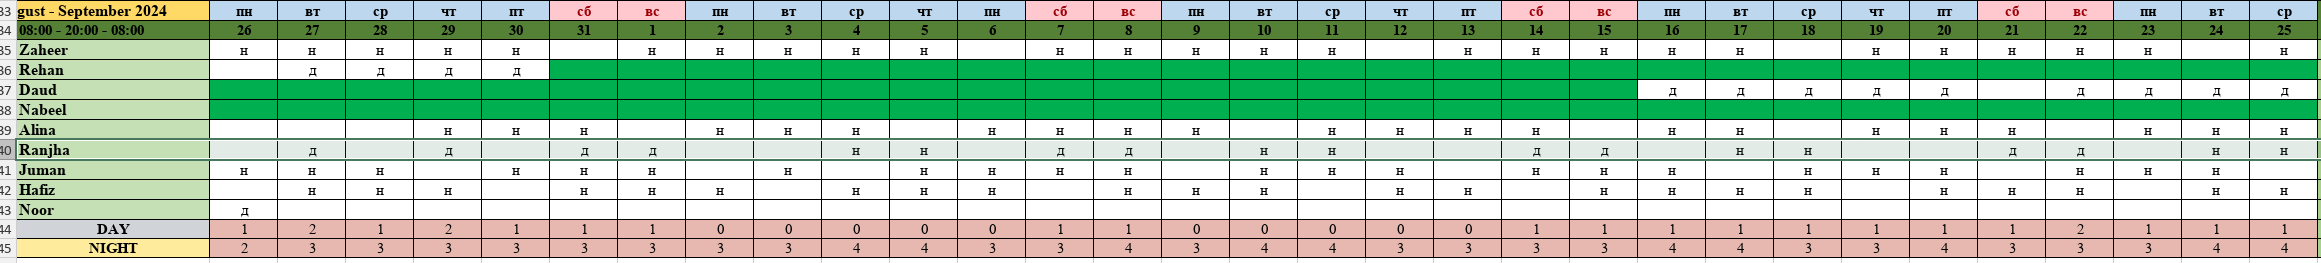 33 gust - September 2024 пн вт ср чт пт сб вс пн вт ср чт пн сб вс пн вт ср чт пт сб вс пн вт ср чт пт сб вс пн вт ср
34 08:00 - 20:00 - 08:00 26 27 28 29 30 31 1 2 3 4 5 6 7 8 9 10 11 12 13 14 15 16 17 18 19 20 21 22 23 24 25
35 Zaheer н н н н н н н н н н н н н н н н н н н н н н н н н н
36 Rehan д д д д
37 Daud д д д д д д д д д
38 Nabeel
39 Alina н н н н н н н н н н н н н н н н н н н н н н
40 Ranjha д д д д н н д д н н д д н н д д н н
41 Juman н н н н н н н н н н н н н н н н н н н н н н н
42 Hafiz н н н н н н н н н н н н н н н н н н н н н н н
43 Noor д
44 DAY 1 2 1 2 1 1 1 0 0 0 0 0 1 1 0 0 0 0 0 1 1 1 1 1 1 1 1 2 1 1 1
45 NIGHT 2 3 3 3 3 3 3 3 3 4 4 3 3 4 3 4 4 3 3 3 3 4 4 3 3 4 3 3 3 4 4